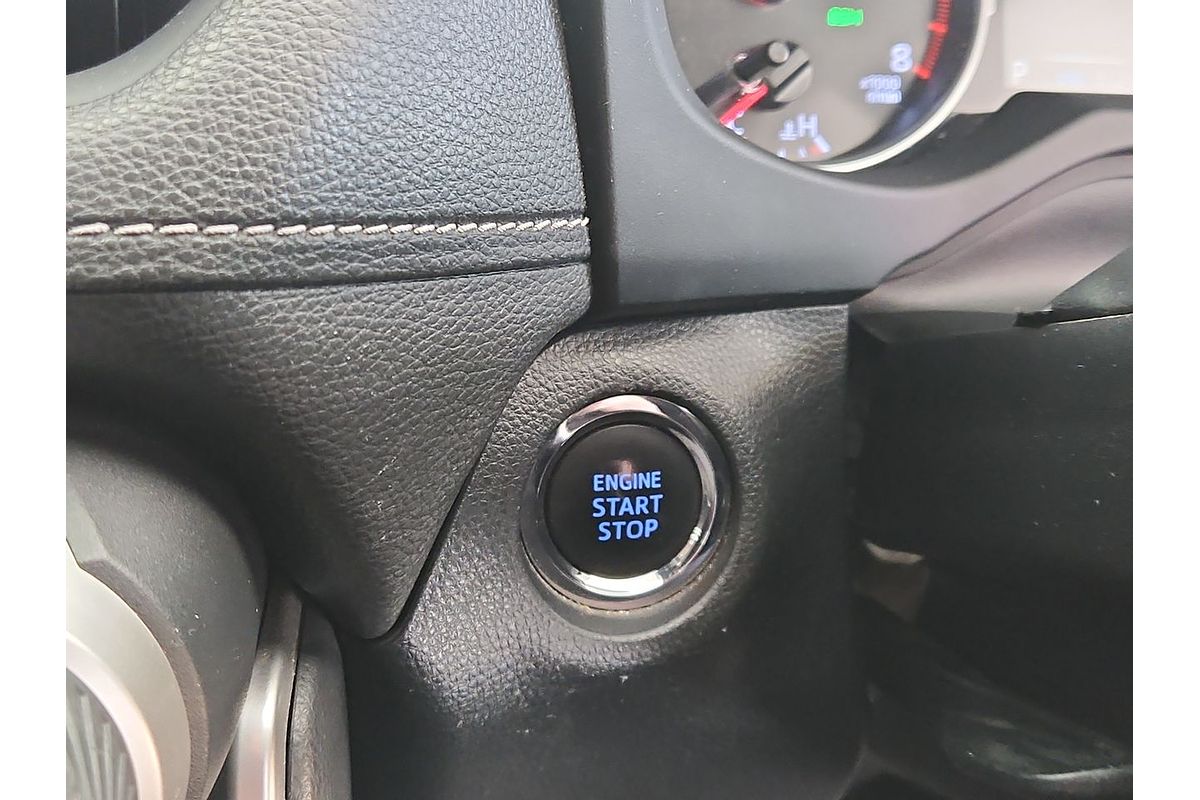 8
x1000
r/min
H
C
P
ENGINE
START
STOP